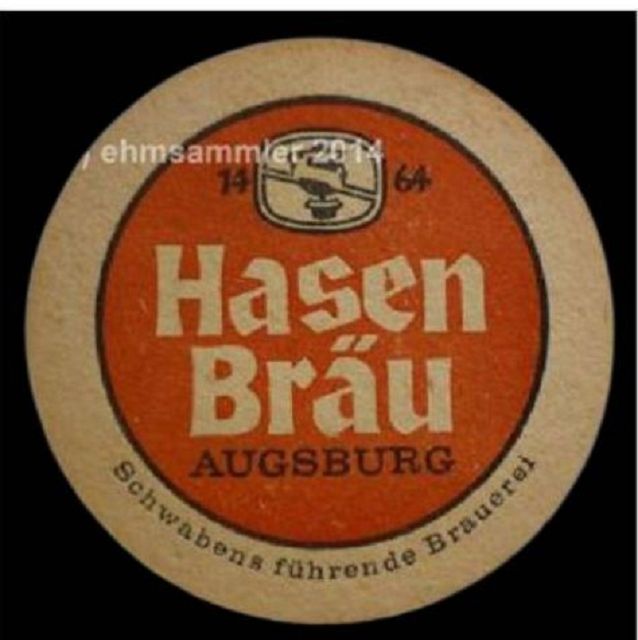 ehmsammler 2014
14 64
Hasen
Bräu
AUGSBURG
Schwabens führende Brauerei